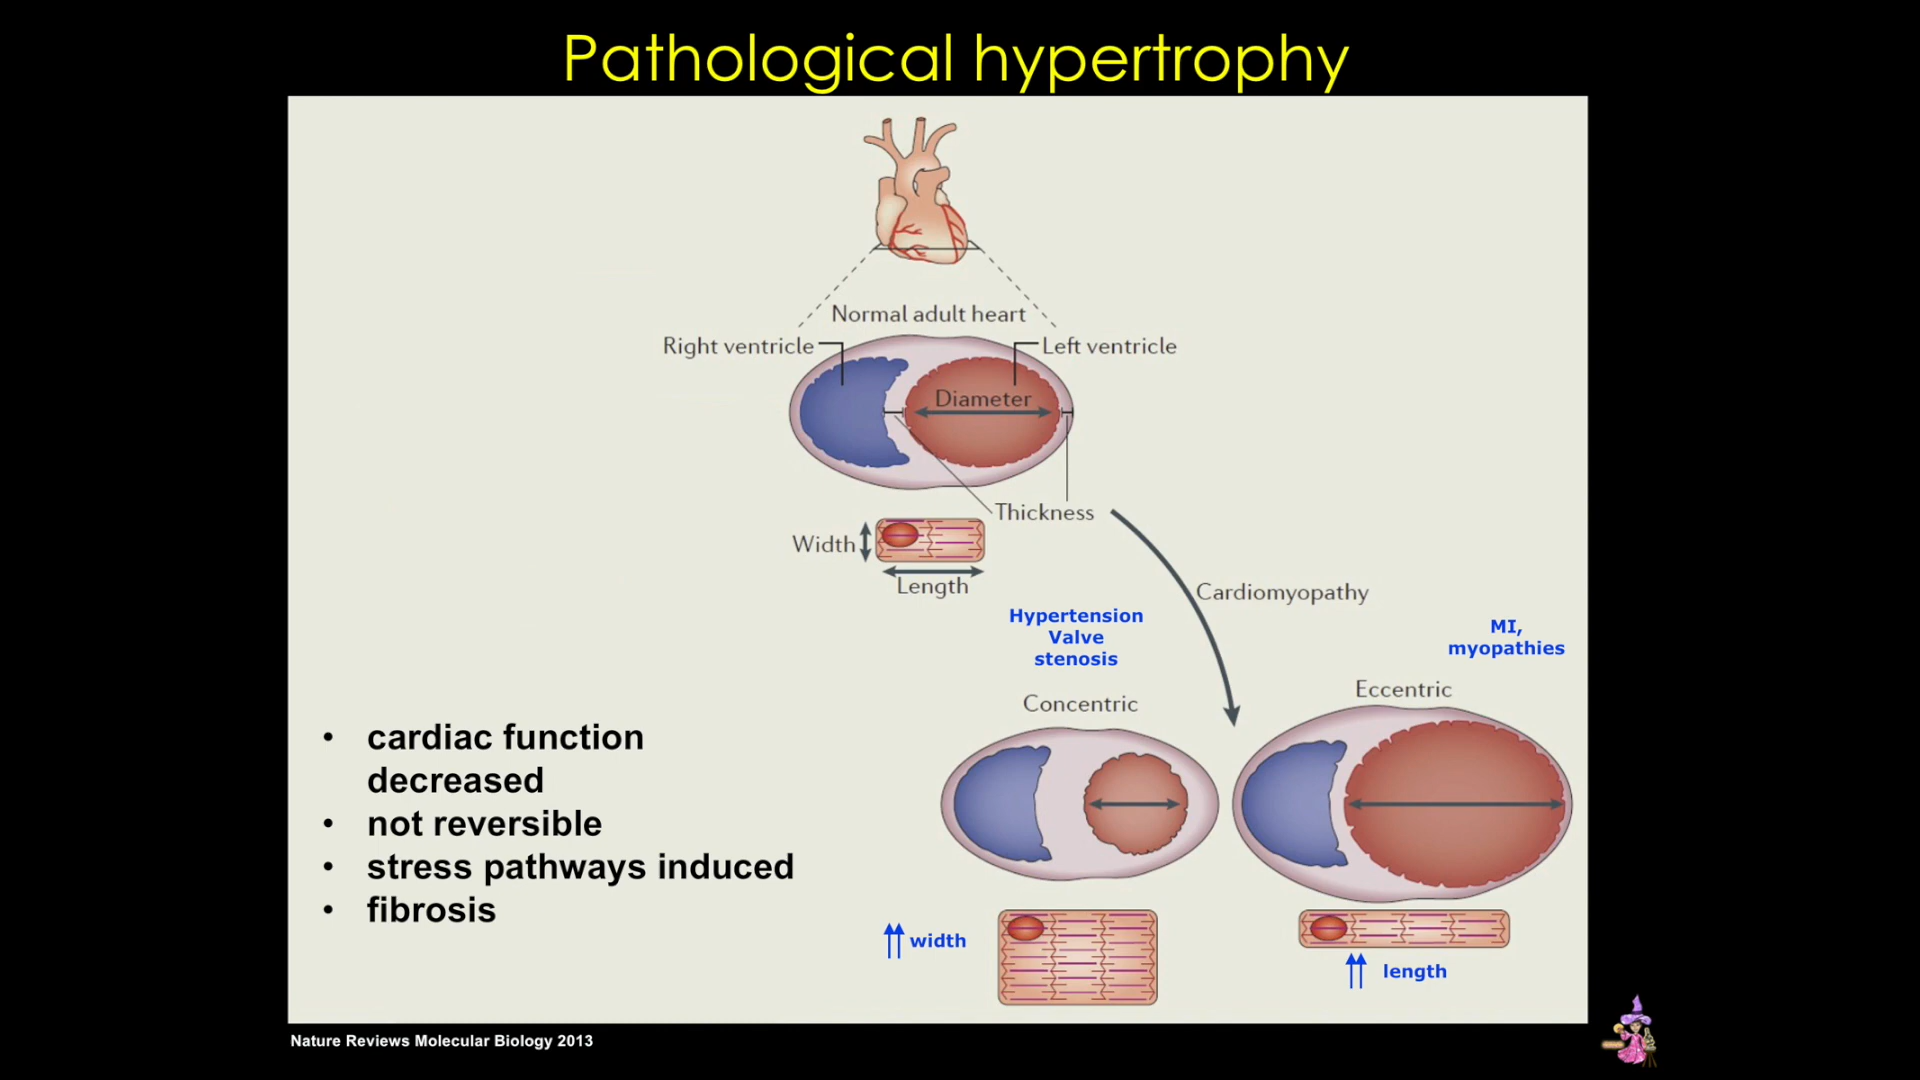 Pathological hypertrophy
Normal adult heart
Right ventricle
Left ventricle
Diameter
Thickness
Width
Length
Cardiomyopathy
Hypertension
Valve
stenosis
MI,
myopathies
Concentric
Eccentric
• cardiac function
decreased
• not reversible
• stress pathways induced
• fibrosis
width
length
Nature Reviews Molecular Biology 2013